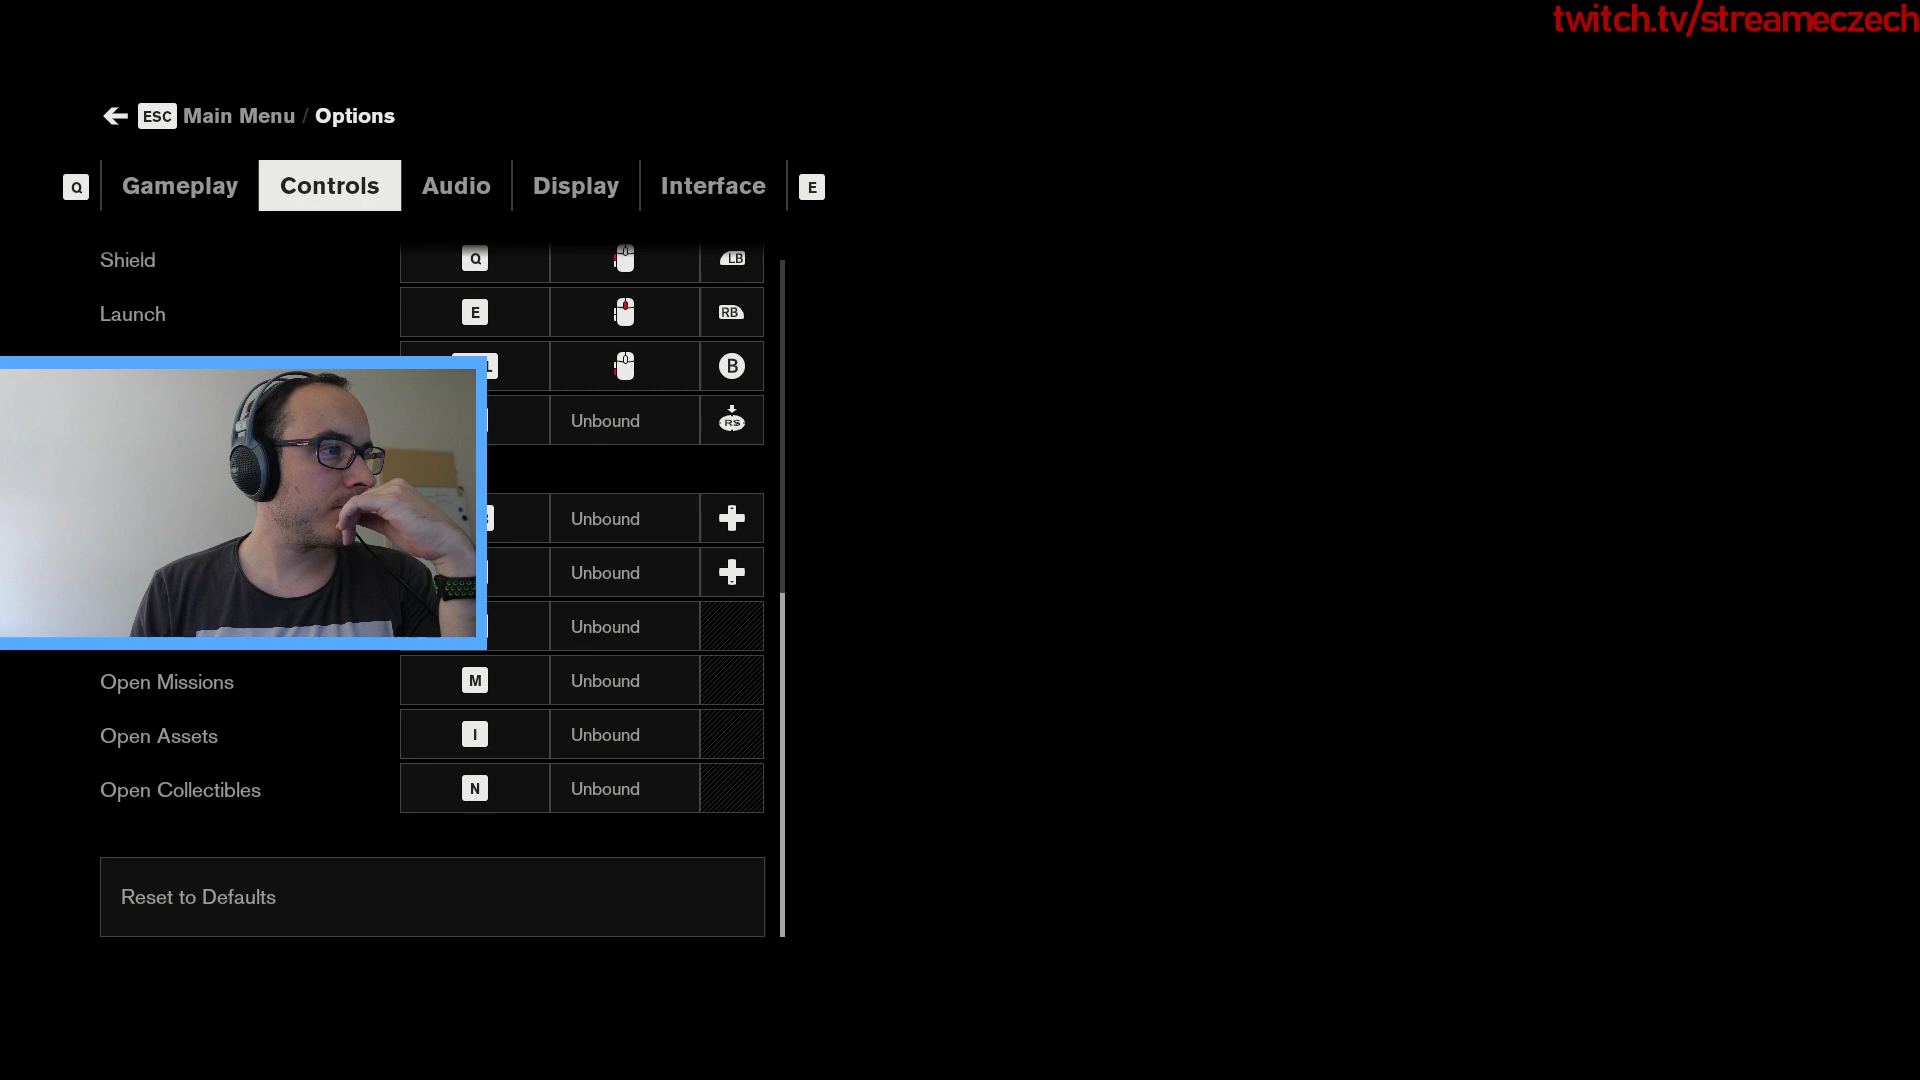 twitch.tv/streameczech
ESC Main Menu / Options
Q Gameplay Controls Audio Display Interface E
Shield Q LB
Launch E RB
B
Unbound RS
Unbound
Unbound
Unbound
Open Missions M Unbound
Open Assets I Unbound
Open Collectibles N Unbound
Reset to Defaults